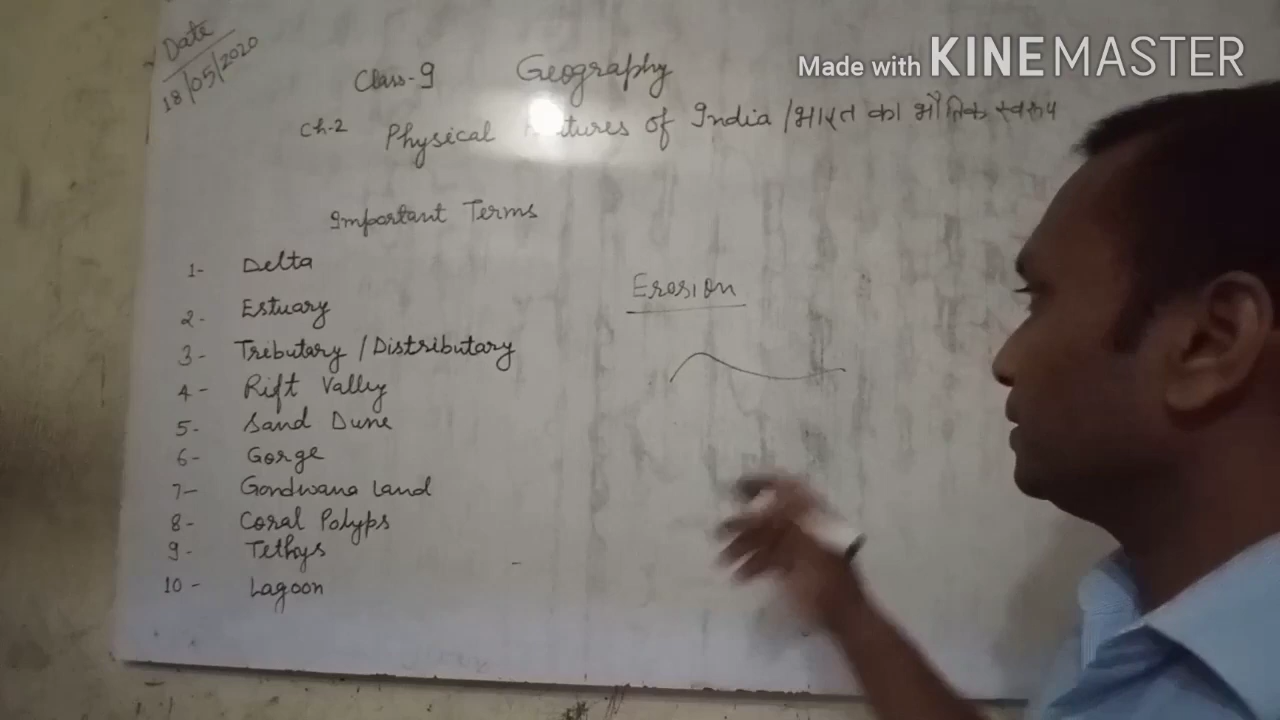 Date
18/05/2020
Made with KINEMASTER
Class-9 Geography
Ch-2 Physical of India / भारत का भौतिक स्वरूप
Important Terms
1- Delta
2- Estuary
3- Tributary / Distributary
4- Rift Valley
5- Sand Dune
6- Gorge
7- Gondwana Land
8- Coral Polyps
9- Tethys
10- Lagoon
Erosion